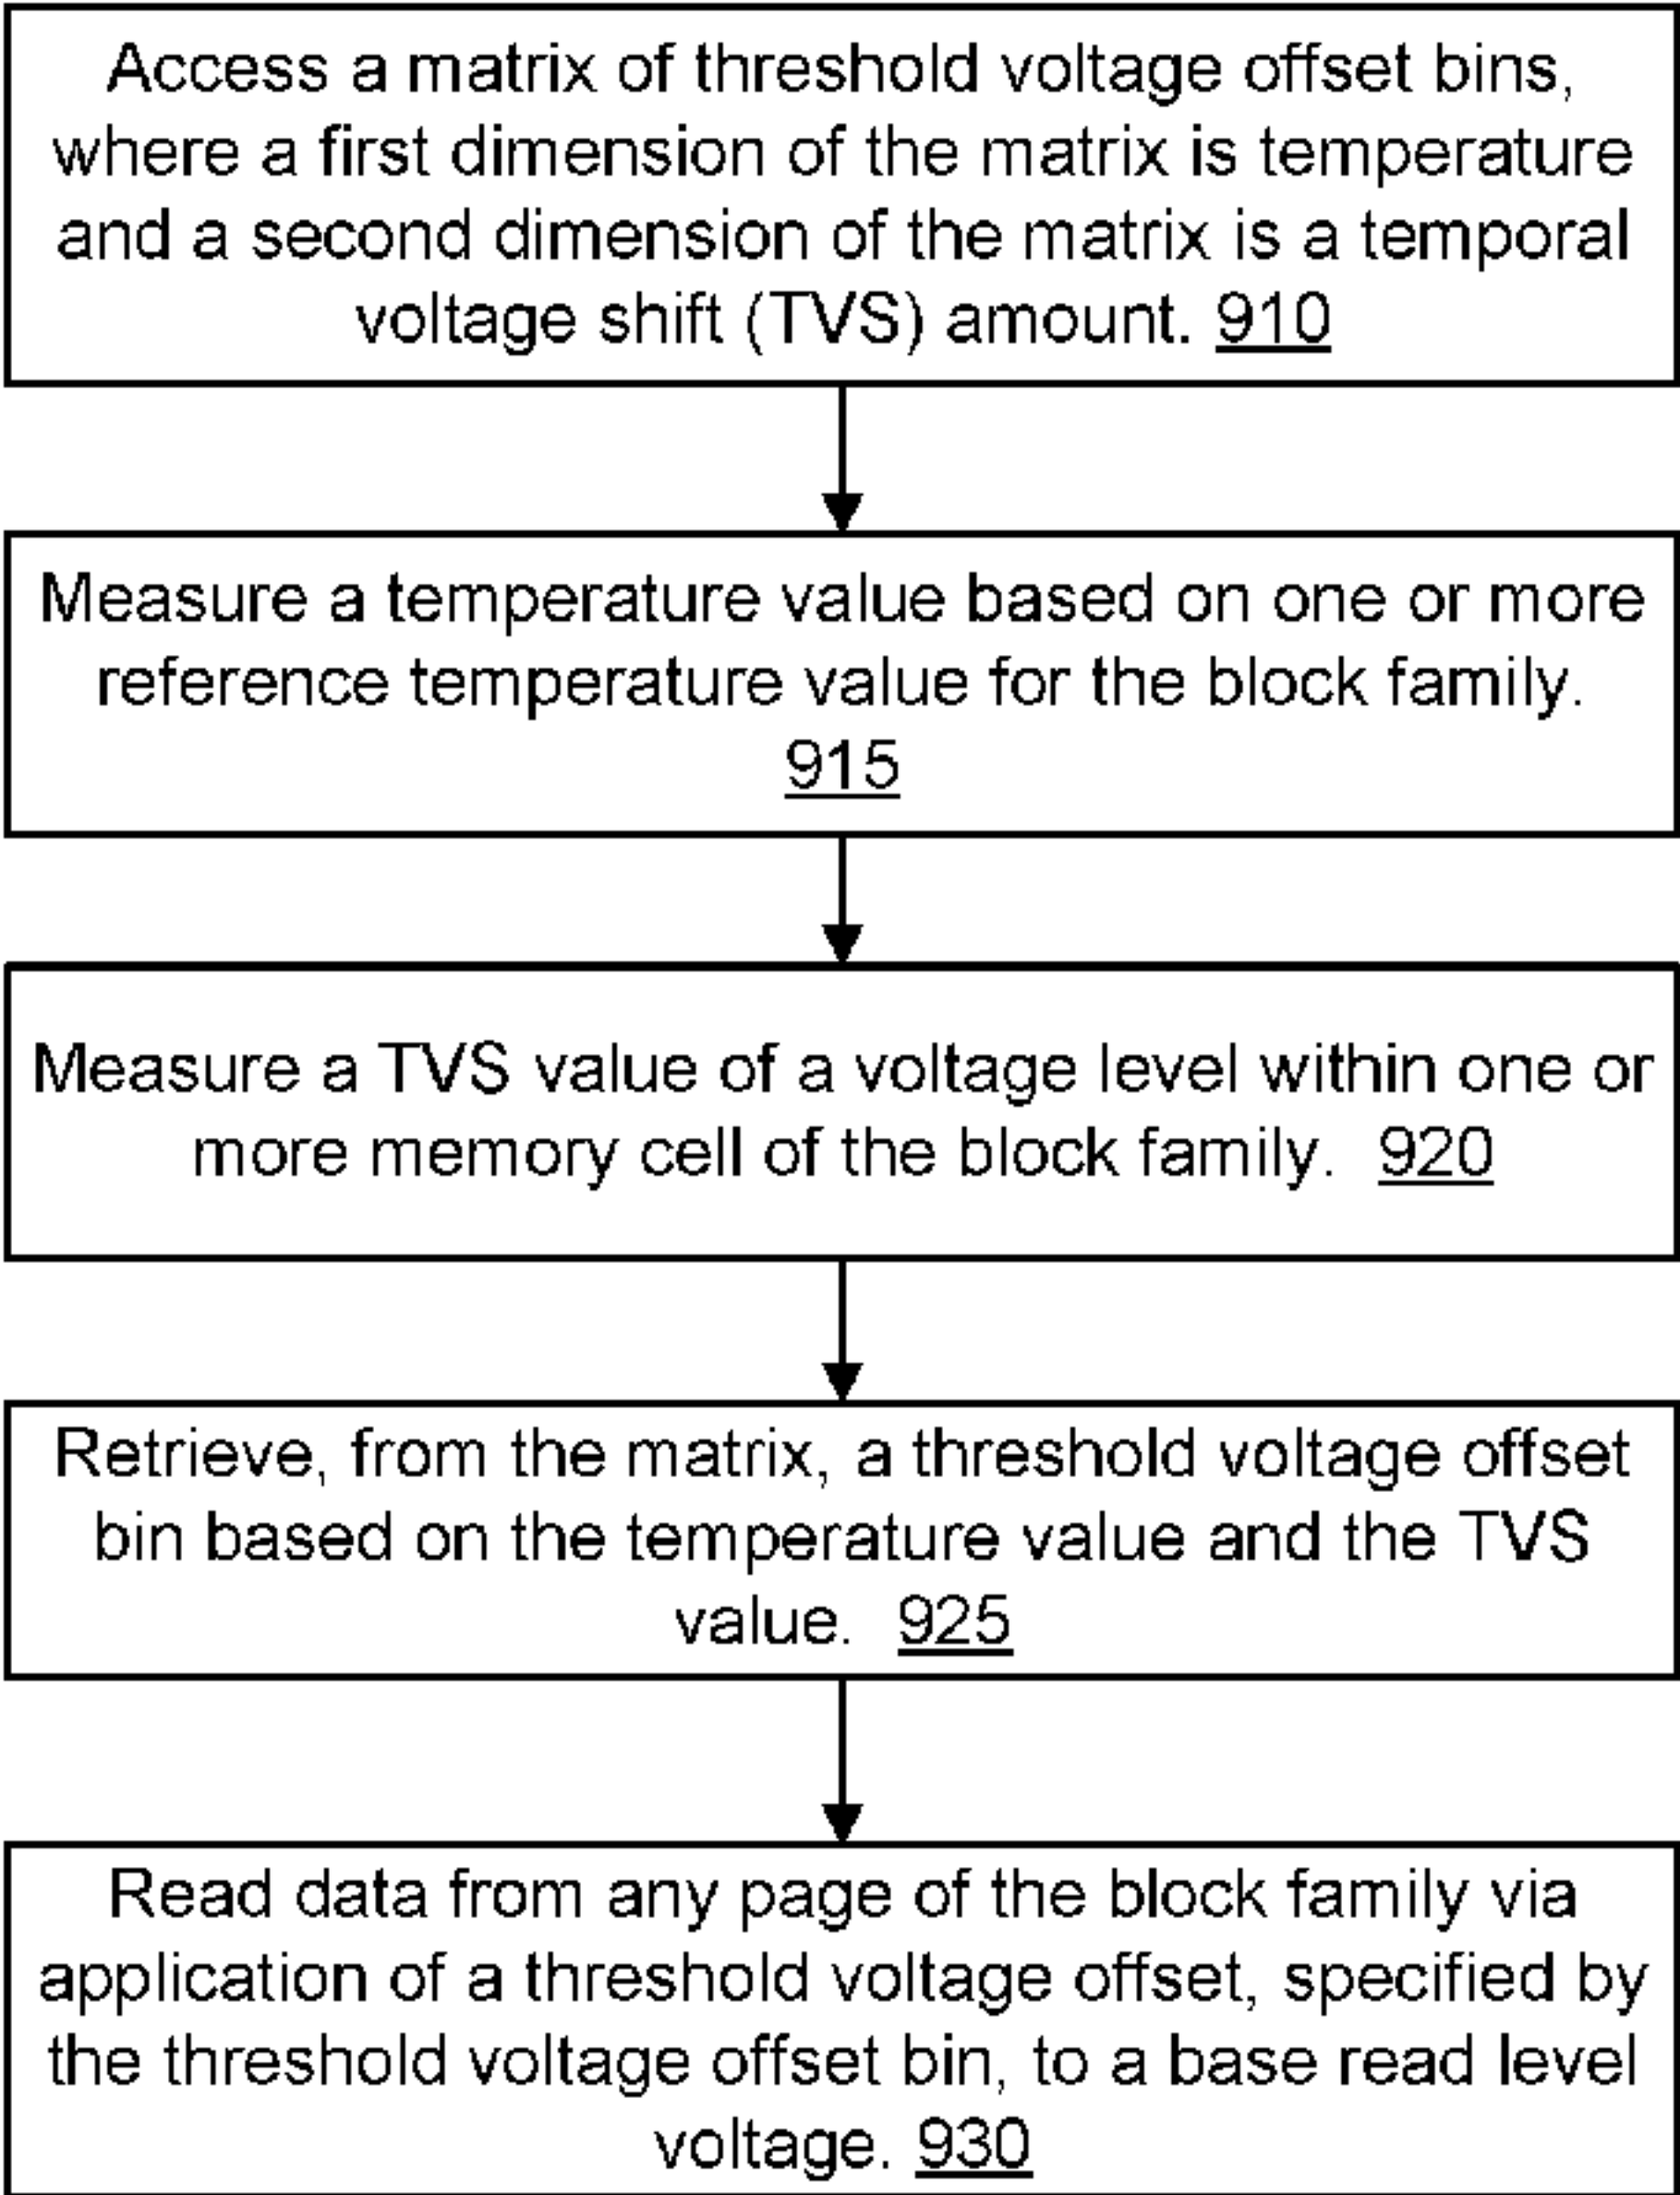 Access a matrix of threshold voltage offset bins,
where a first dimension of the matrix is temperature
and a second dimension of the matrix is a temporal
voltage shift (TVS) amount. 910
Measure a temperature value based on one or more
reference temperature value for the block family.
915
Measure a TVS value of a voltage level within one or
more memory cell of the block family. 920
Retrieve, from the matrix, a threshold voltage offset
bin based on the temperature value and the TVS
value. 925
Read data from any page of the block family via
application of a threshold voltage offset, specified by
the threshold voltage offset bin, to a base read level
voltage. 930